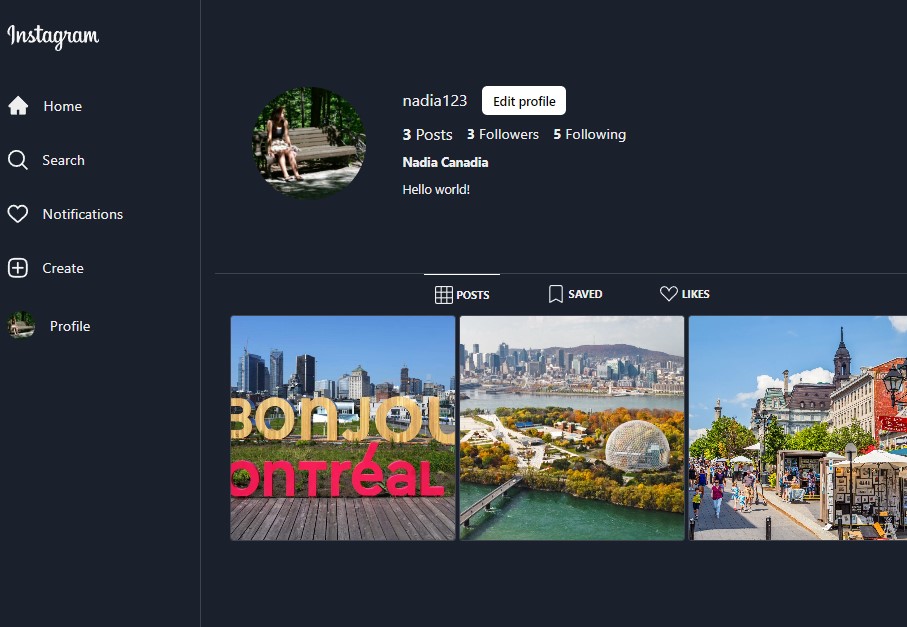 Instagram
Home
Search
Notifications
Create
Profile
nadia123 Edit profile
3 Posts 3 Followers 5 Following
Nadia Canadia
Hello world!
POSTS SAVED LIKES
BONJOU
ONTRÉAL